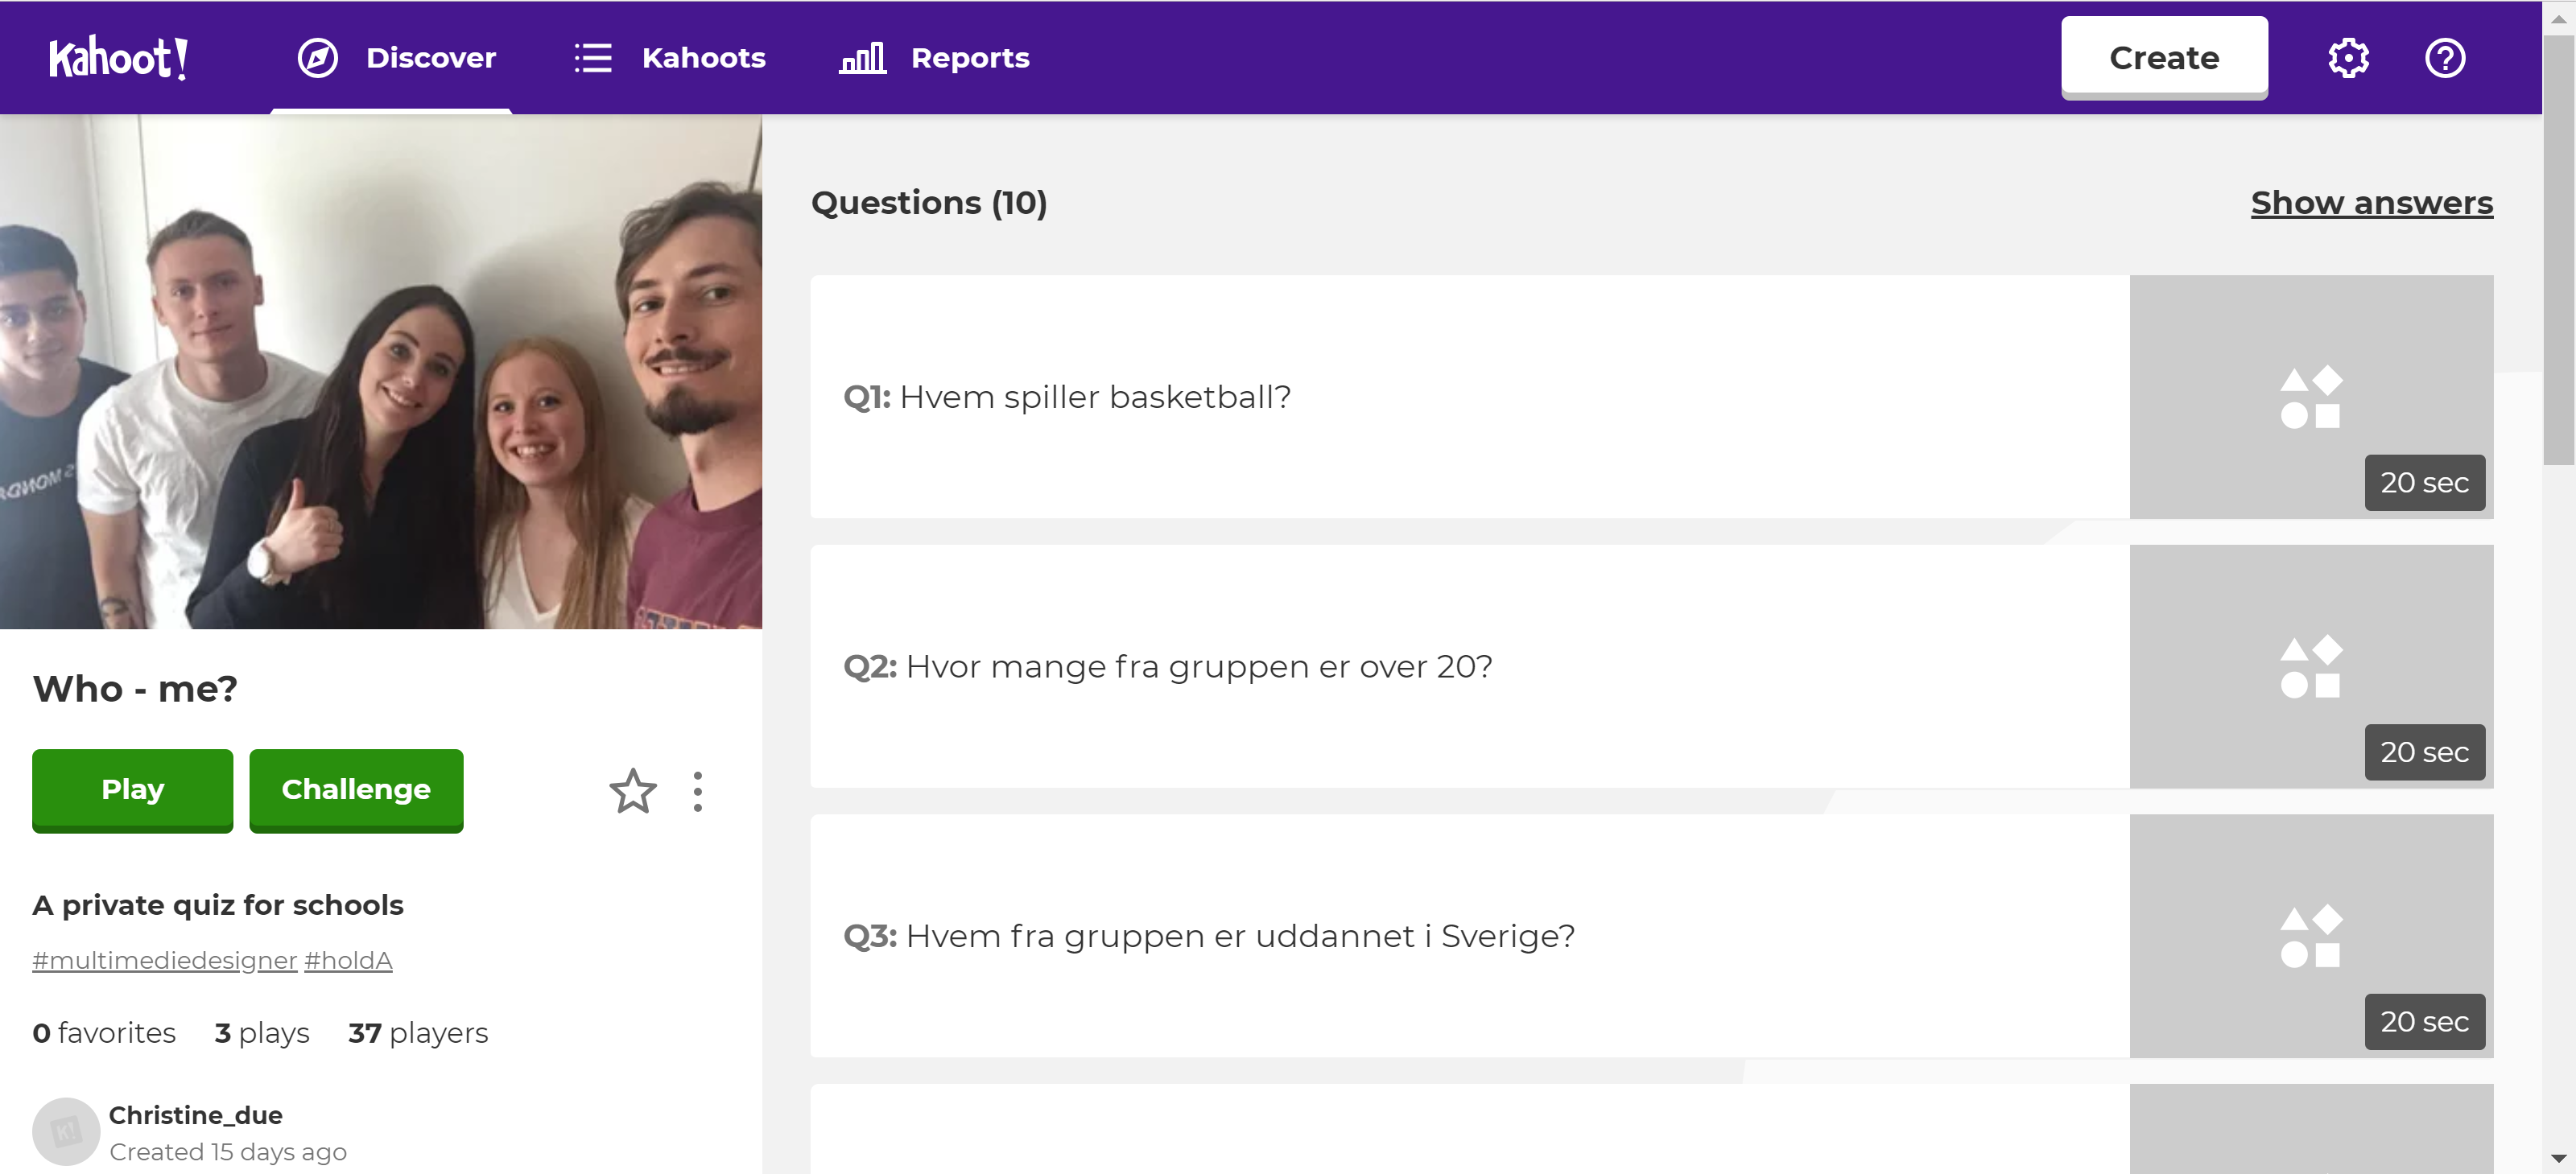 Kahoot!
Discover
Kahoots
Reports
Create
Questions (10)
Show answers
Q1: Hvem spiller basketball?
20 sec
Q2: Hvor mange fra gruppen er over 20?
20 sec
Q3: Hvem fra gruppen er uddannet i Sverige?
20 sec
Who - me?
Play
Challenge
A private quiz for schools
#multimediedesigner #holdA
0 favorites 3 plays 37 players
K!
Christine_due
Created 15 days ago